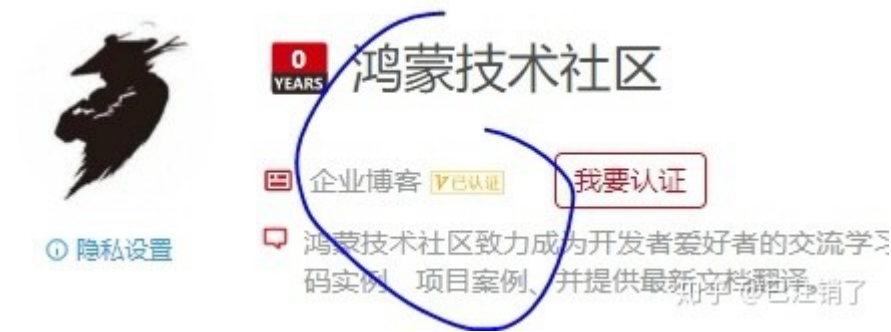 0
YEARS
鸿蒙技术社区
企业博客 V已认证 我要认证
隐私设置
鸿蒙技术社区致力成为开发者爱好者的交流学习
码实例、项目案例、并提供最新文档翻译。
知乎 @已注销了